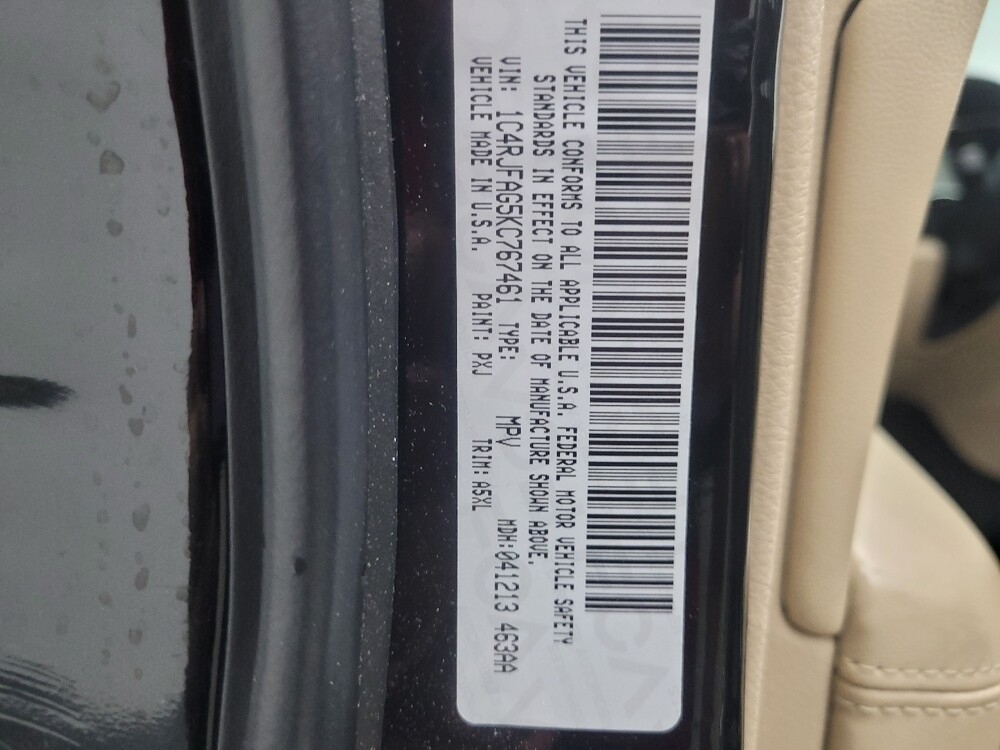 THIS VEHICLE CONFORMS TO ALL APPLICABLE U.S.A. FEDERAL MOTOR VEHICLE SAFETY
STANDARDS IN EFFECT ON THE DATE OF MANUFACTURE SHOWN ABOVE.
VIN: 1C4RJFAG5KC767461 TYPE: MPV MDH:041213 463AA
VEHICLE MADE IN U.S.A. PAINT: PXJ TRIM: A5XL